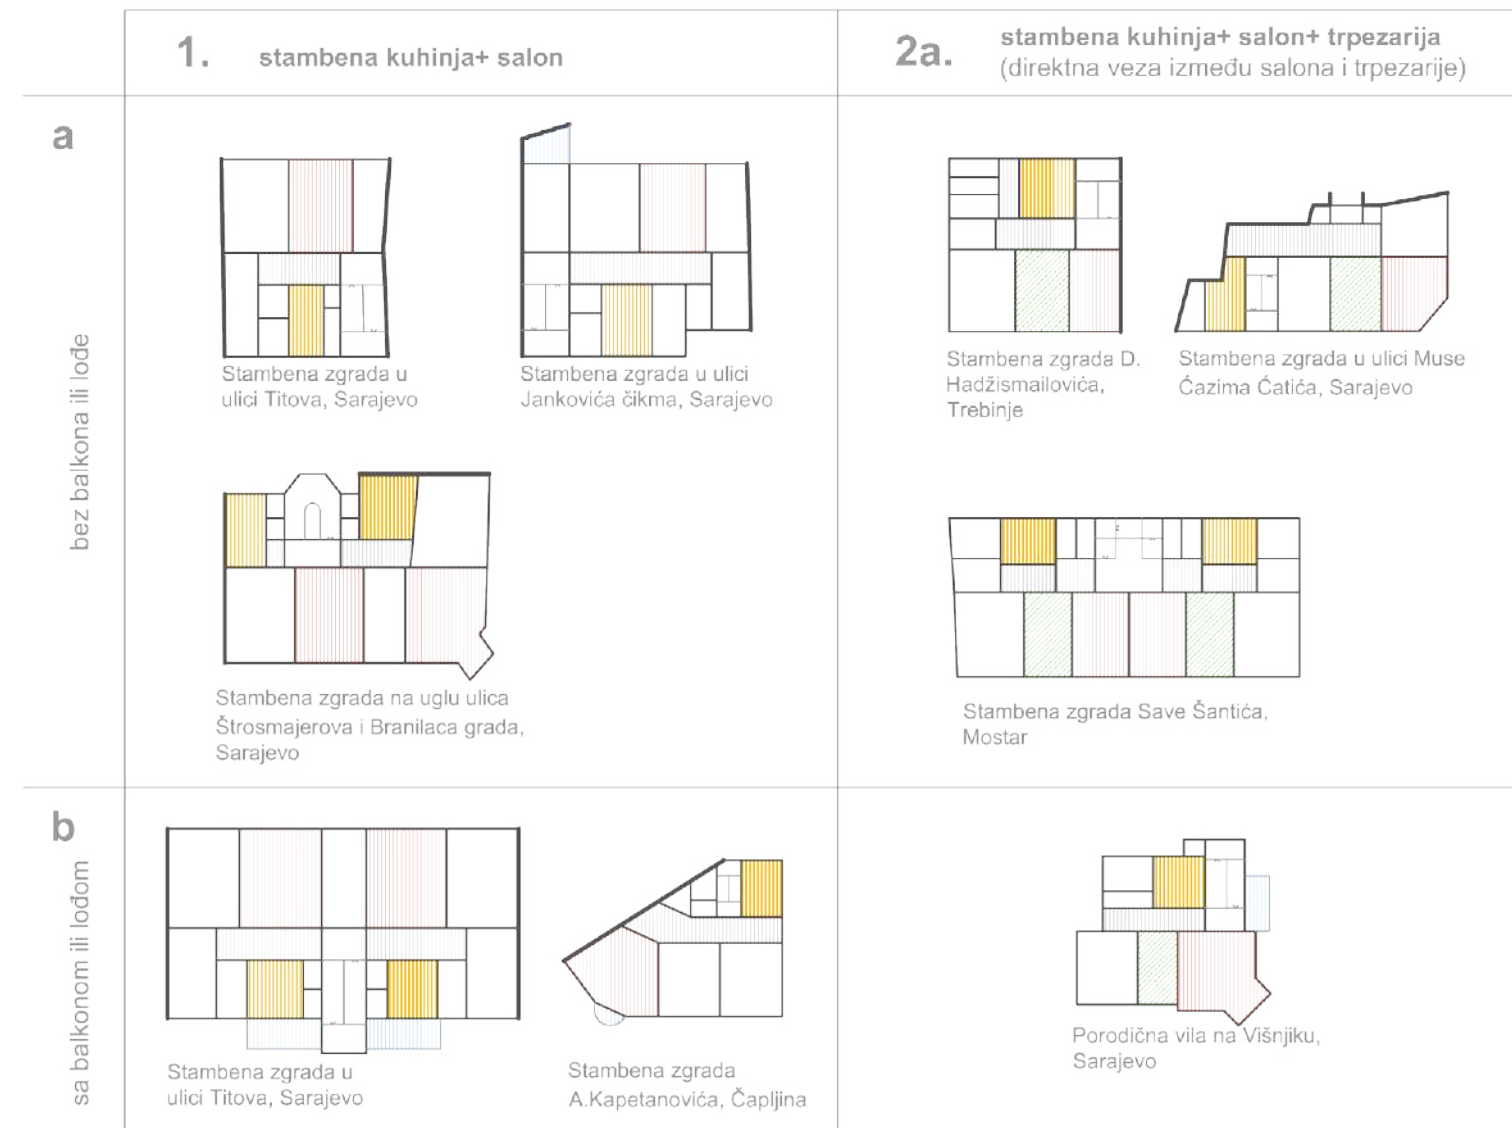 1. stambena kuhinja+ salon
2a. stambena kuhinja+ salon+ trpezarija
(direktna veza između salona i trpezarije)
a
bez balkona ili lođe
Stambena zgrada u
ulici Titova, Sarajevo
Stambena zgrada u ulici
Jankovića čikma, Sarajevo
Stambena zgrada D.
Hadžismailovića,
Trebinje
Stambena zgrada u ulici Muse
Ćazima Ćatića, Sarajevo
Stambena zgrada na uglu ulica
Štrosmajerova i Branilaca grada,
Sarajevo
Stambena zgrada Save Šantića,
Mostar
b
sa balkonom ili lođom
Stambena zgrada u
ulici Titova, Sarajevo
Stambena zgrada
A.Kapetanovića, Čapljina
Porodična vila na Višnjiku,
Sarajevo